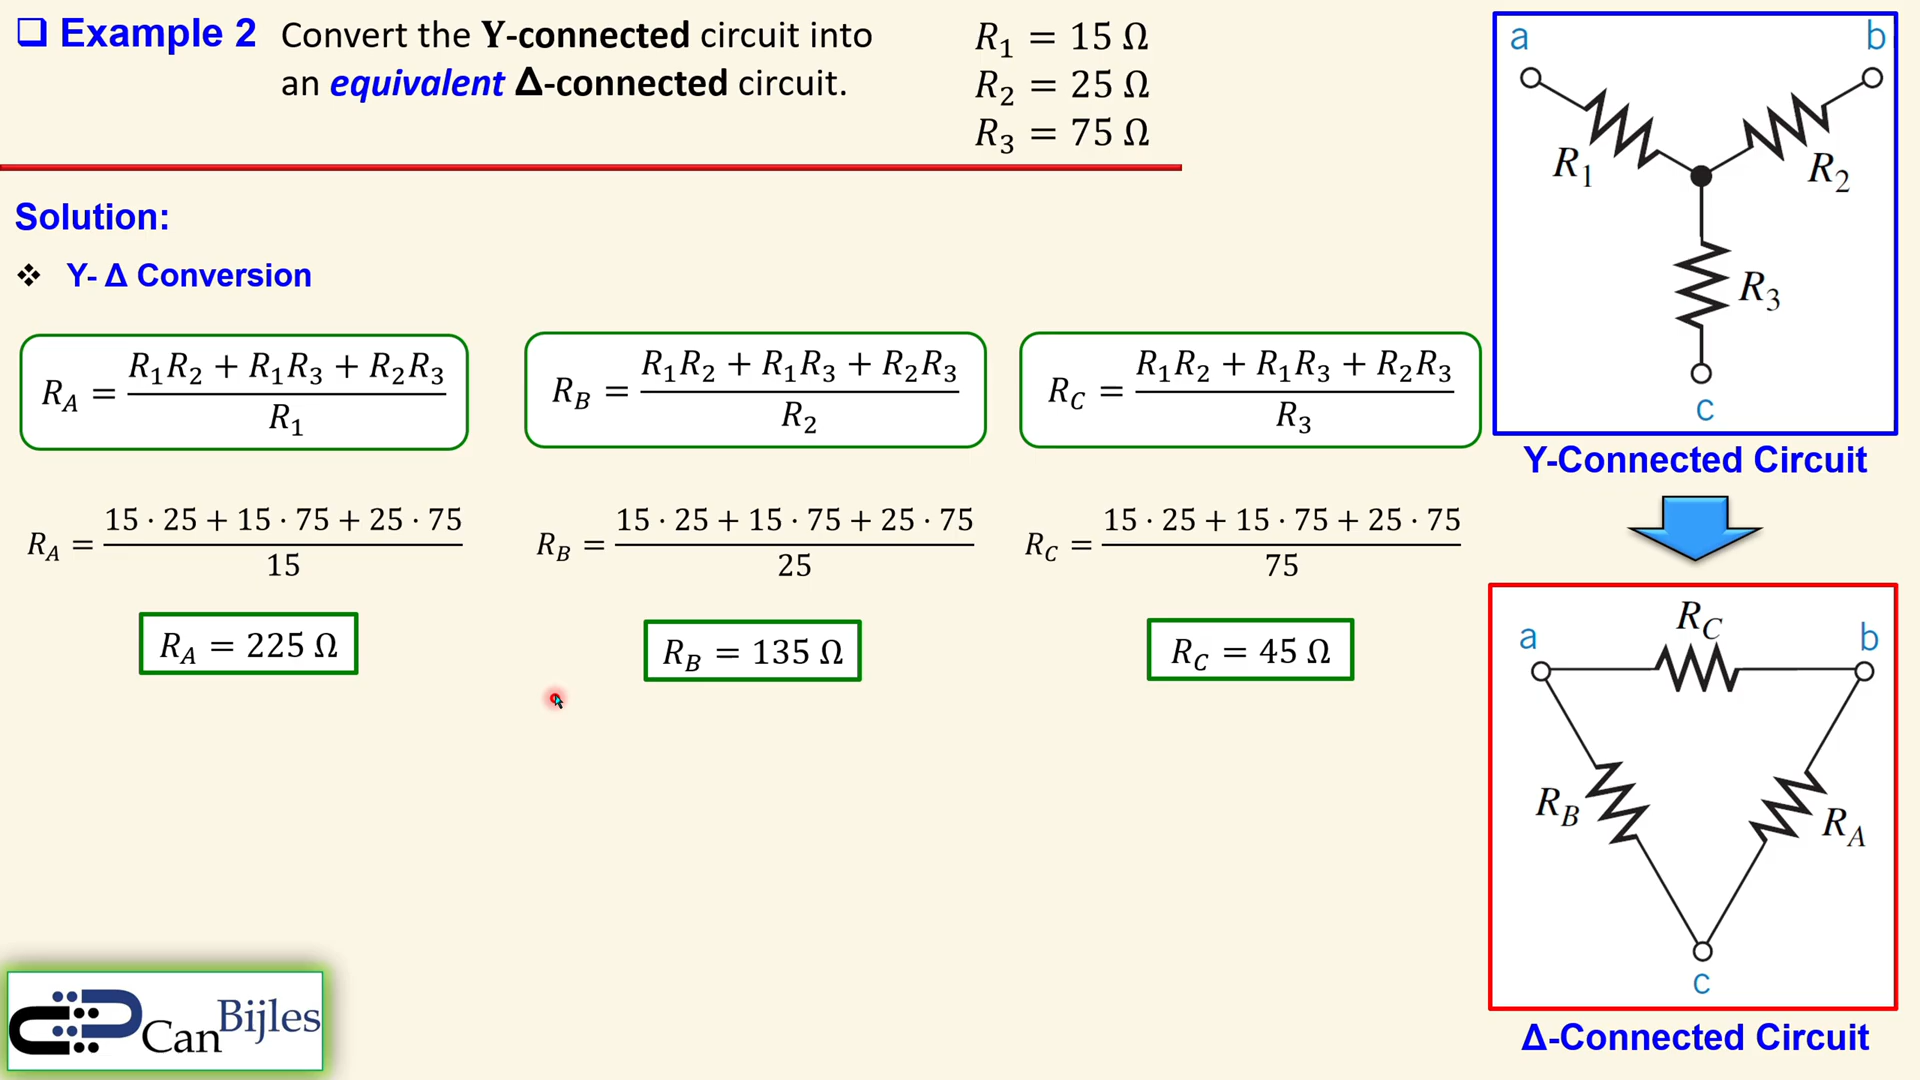 ❑ Example 2 Convert the Y-connected circuit into
an equivalent Δ-connected circuit.
R₁ = 15 Ω
R₂ = 25 Ω
R₃ = 75 Ω
Solution:
❖ Y- Δ Conversion
R_A = (R₁R₂ + R₁R₃ + R₂R₃) / R₁
R_B = (R₁R₂ + R₁R₃ + R₂R₃) / R₂
R_C = (R₁R₂ + R₁R₃ + R₂R₃) / R₃
R_A = (15 · 25 + 15 · 75 + 25 · 75) / 15
R_B = (15 · 25 + 15 · 75 + 25 · 75) / 25
R_C = (15 · 25 + 15 · 75 + 25 · 75) / 75
R_A = 225 Ω
R_B = 135 Ω
R_C = 45 Ω
a b
R₁ R₂
R₃
c
Y-Connected Circuit
R_C
a b
R_B R_A
c
Δ-Connected Circuit
Can Bijles